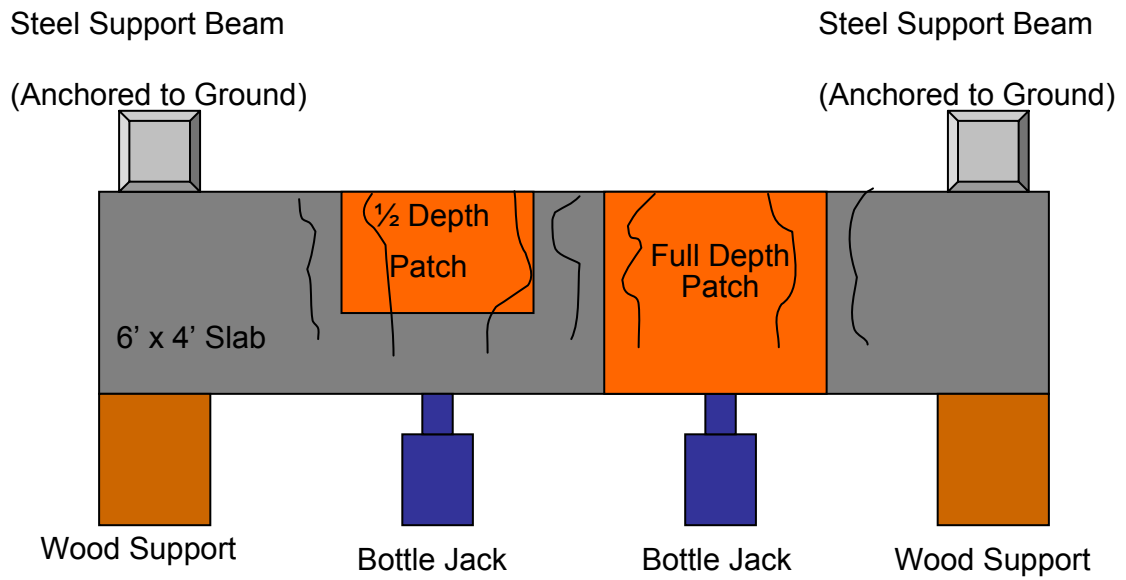 Steel Support Beam
(Anchored to Ground)
Steel Support Beam
(Anchored to Ground)
½ Depth
Patch
Full Depth
Patch
6’ x 4’ Slab
Wood Support
Bottle Jack
Bottle Jack
Wood Support